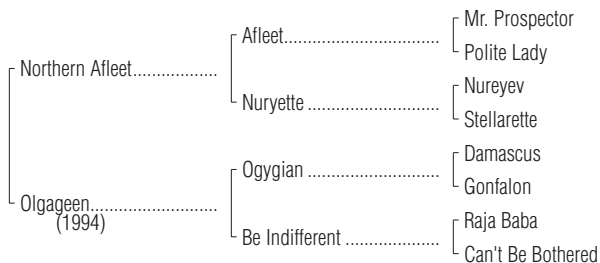 Mr. Prospector
Afleet
Polite Lady
Northern Afleet
Nureyev
Nuryette
Stellarette
Damascus
Ogygian
Gonfalon
Olgageen
(1994)
Raja Baba
Be Indifferent
Can't Be Bothered